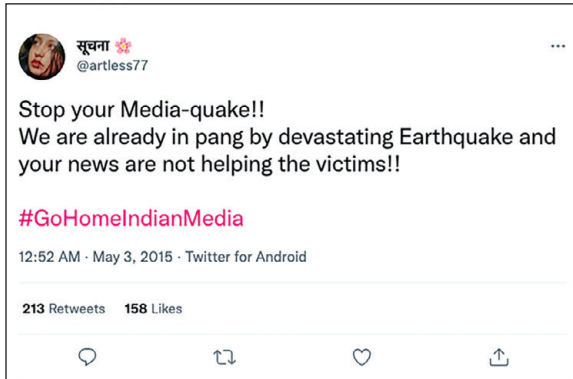 सूचना 🌸
@artless77
Stop your Media-quake!!
We are already in pang by devastating Earthquake and
your news are not helping the victims!!
#GoHomeIndianMedia
12:52 AM · May 3, 2015 · Twitter for Android
213 Retweets 158 Likes